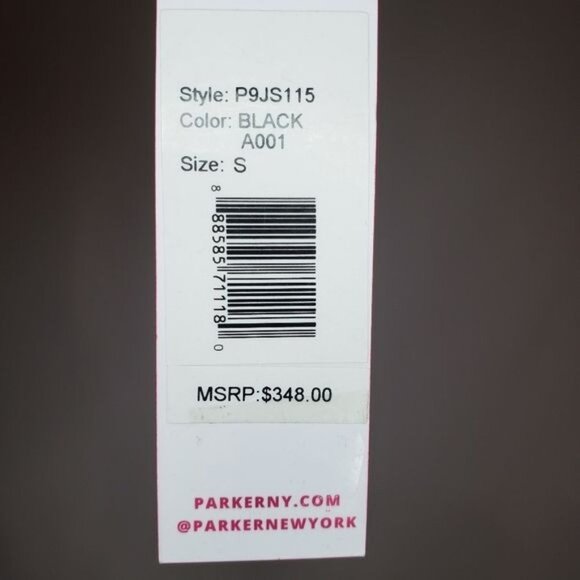 Style: P9JS115
Color: BLACK
A001
Size: S
8 88585 71118 0
MSRP:$348.00
PARKERNY.COM
@PARKERNEWYORK